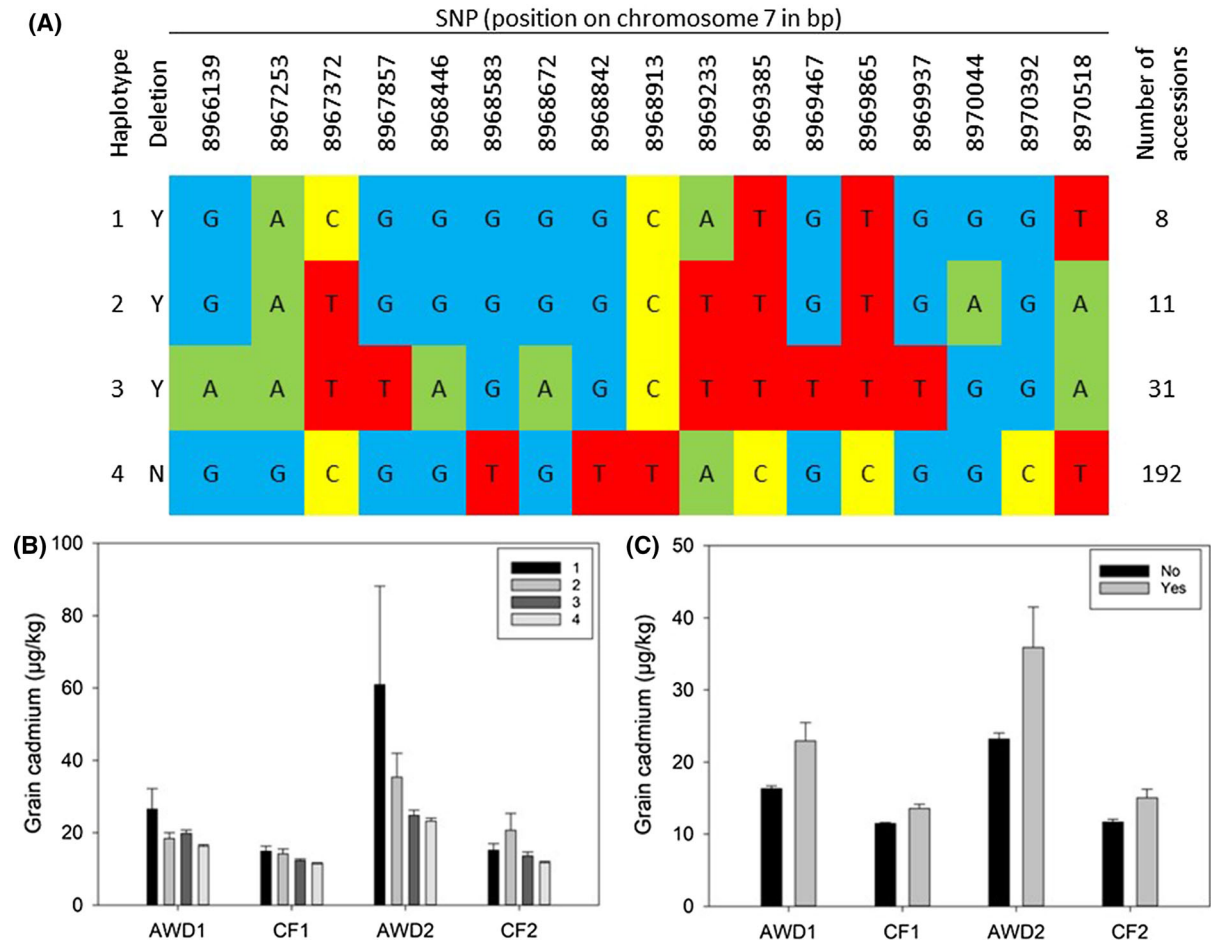 (A)
SNP (position on chromosome 7 in bp)
Haplotype Deletion 8966139 8967253 8967372 8967857 8968446 8968583 8968672 8968842 8968913 8969233 8969385 8969467 8969865 8969937 8970044 8970392 8970518 Number of accessions
1 Y G A C G G G G G C A T G T G G G T 8
2 Y G A T G G G G G C T T G T G A G A 11
3 Y A A T T A G A G C T T T T T G G A 31
4 N G G C G G T G T T A C G C G G C T 192
(B)
Grain cadmium (µg/kg)
100
80
60
40
20
0
1
2
3
4
AWD1 CF1 AWD2 CF2
(C)
Grain cadmium (µg/kg)
50
40
30
20
10
0
No
Yes
AWD1 CF1 AWD2 CF2